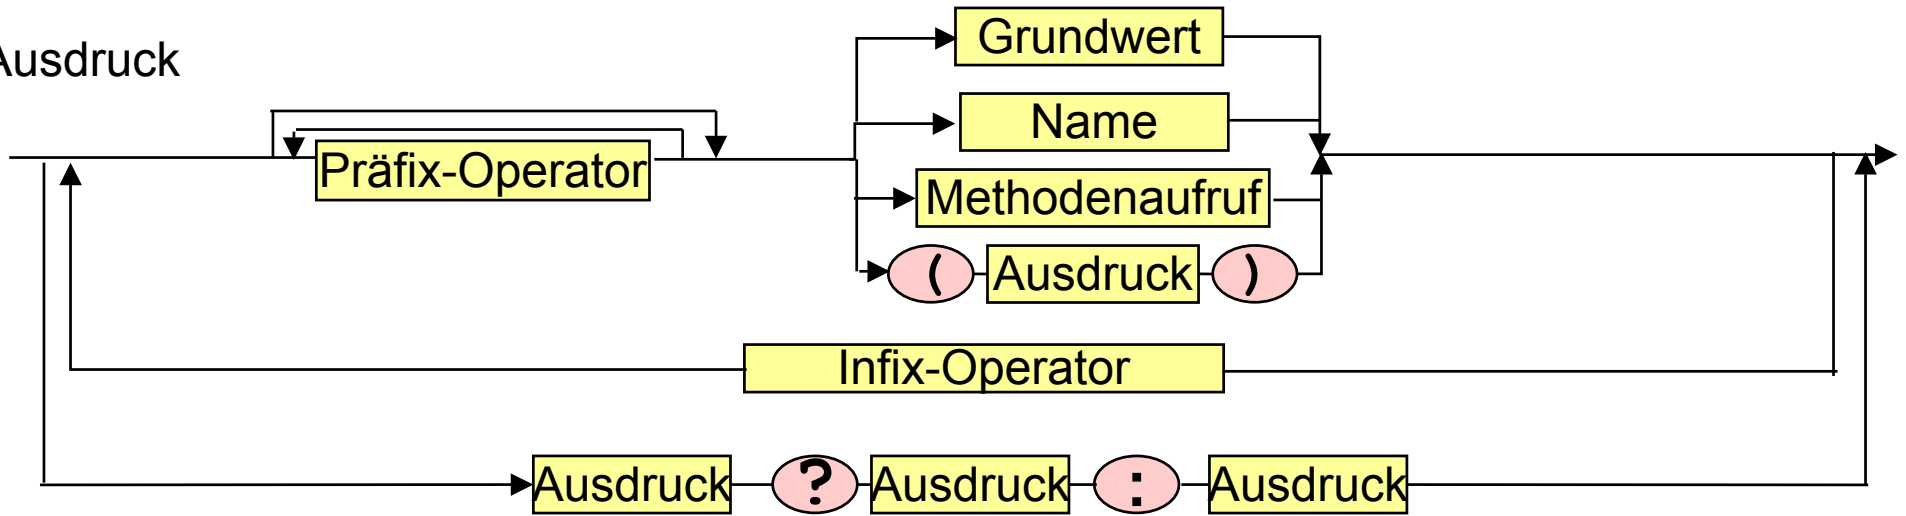 Ausdruck
Grundwert
Name
Präfix-Operator
Methodenaufruf
( Ausdruck )
Infix-Operator
Ausdruck ? Ausdruck : Ausdruck